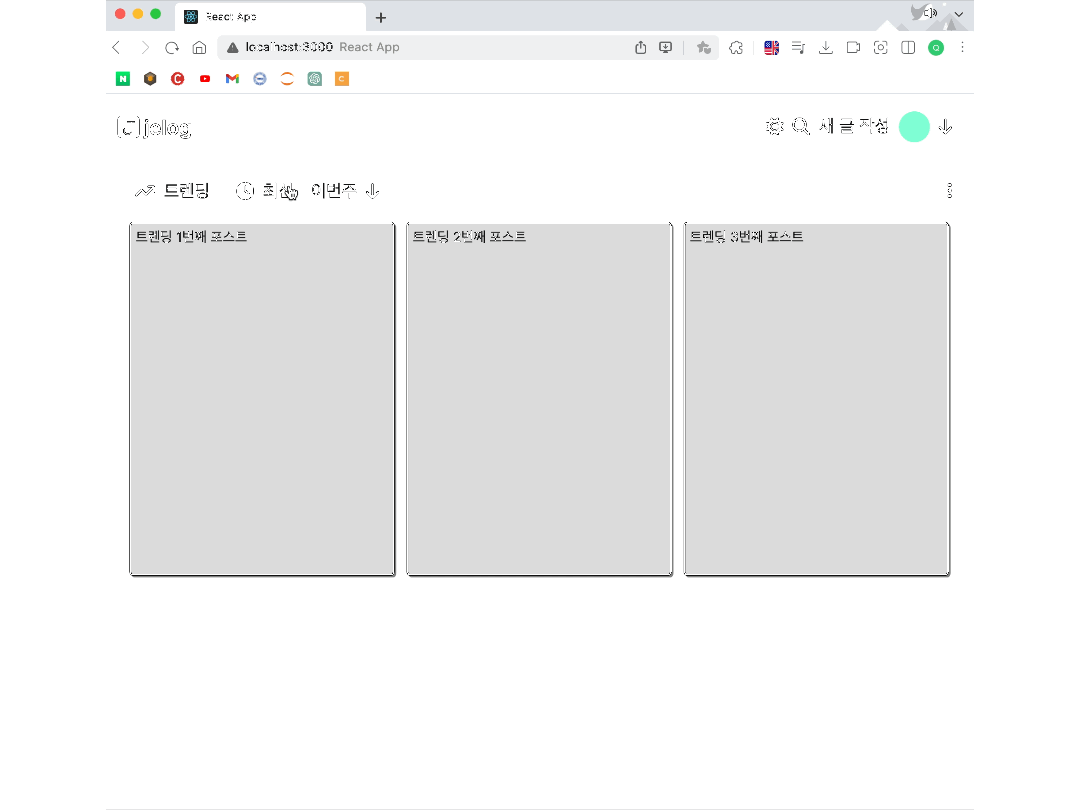 React App
localhost:3000 React App
jelog
새 글 작성
트렌딩 최신 이번주
트렌딩 1번째 포스트
트렌딩 2번째 포스트
트렌딩 3번째 포스트